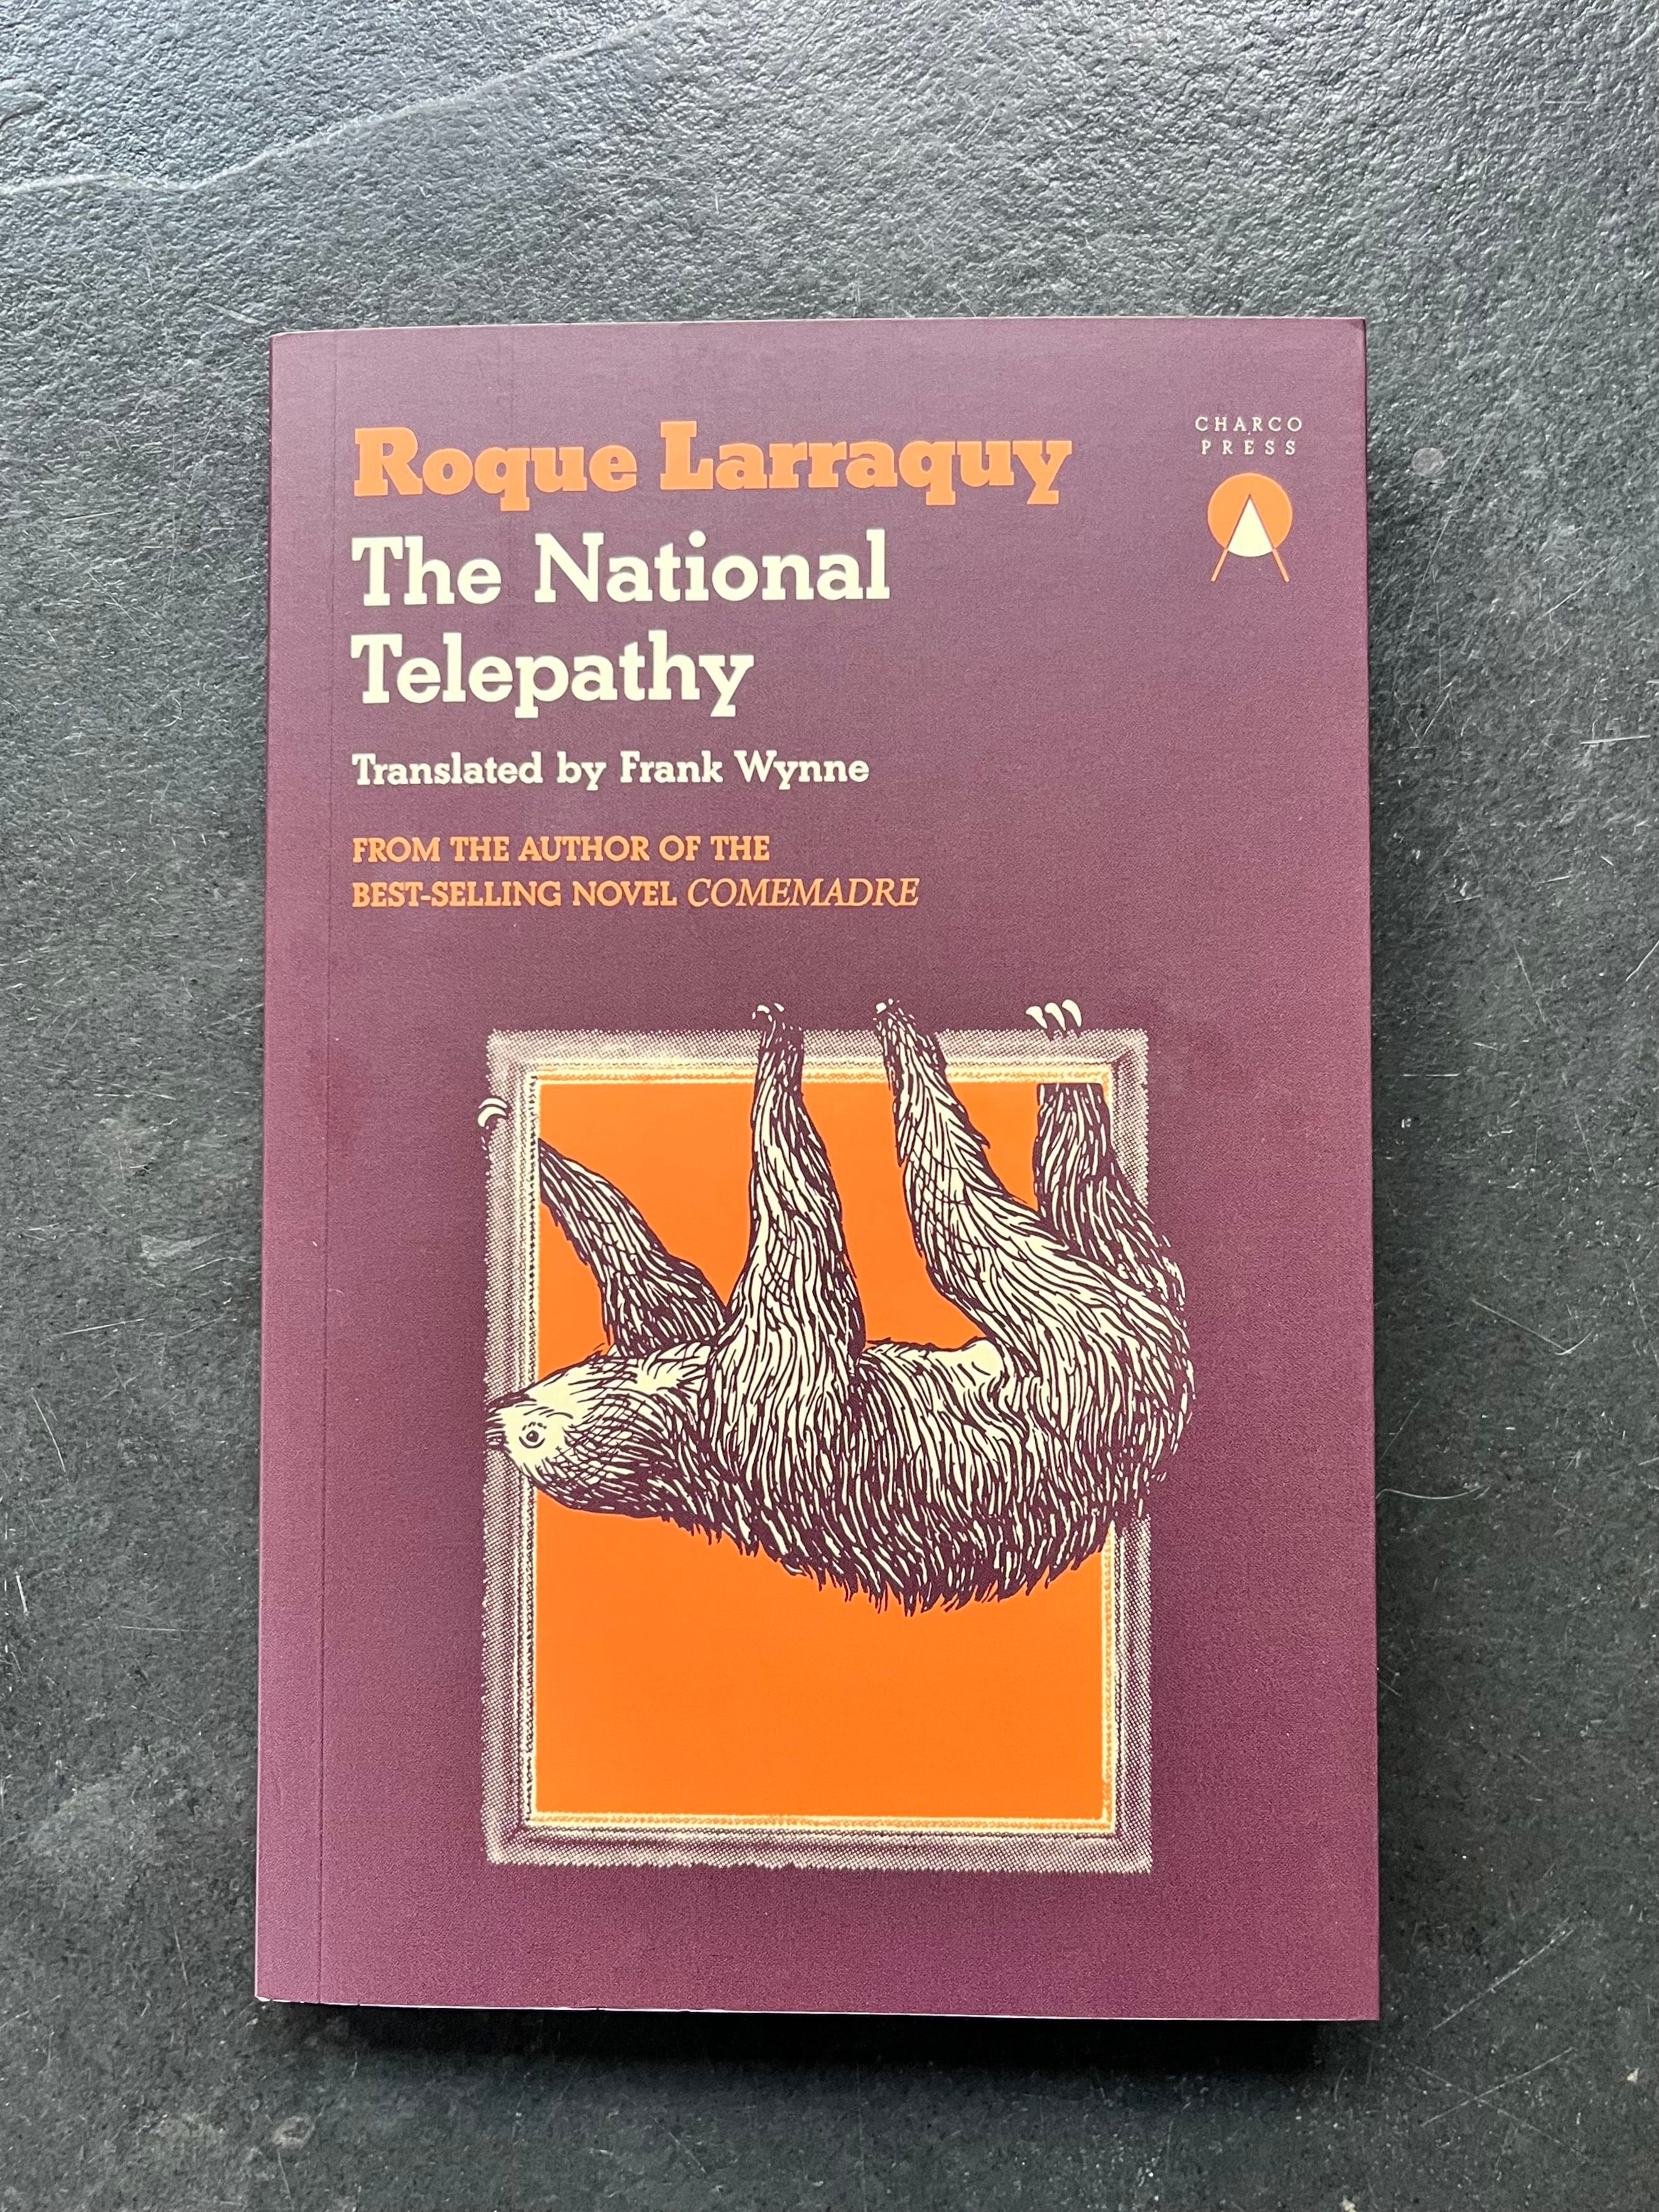 Roque Larraquy
CHARCO
PRESS
The National
Telepathy
Translated by Frank Wynne
FROM THE AUTHOR OF THE
BEST-SELLING NOVEL COMEMADRE